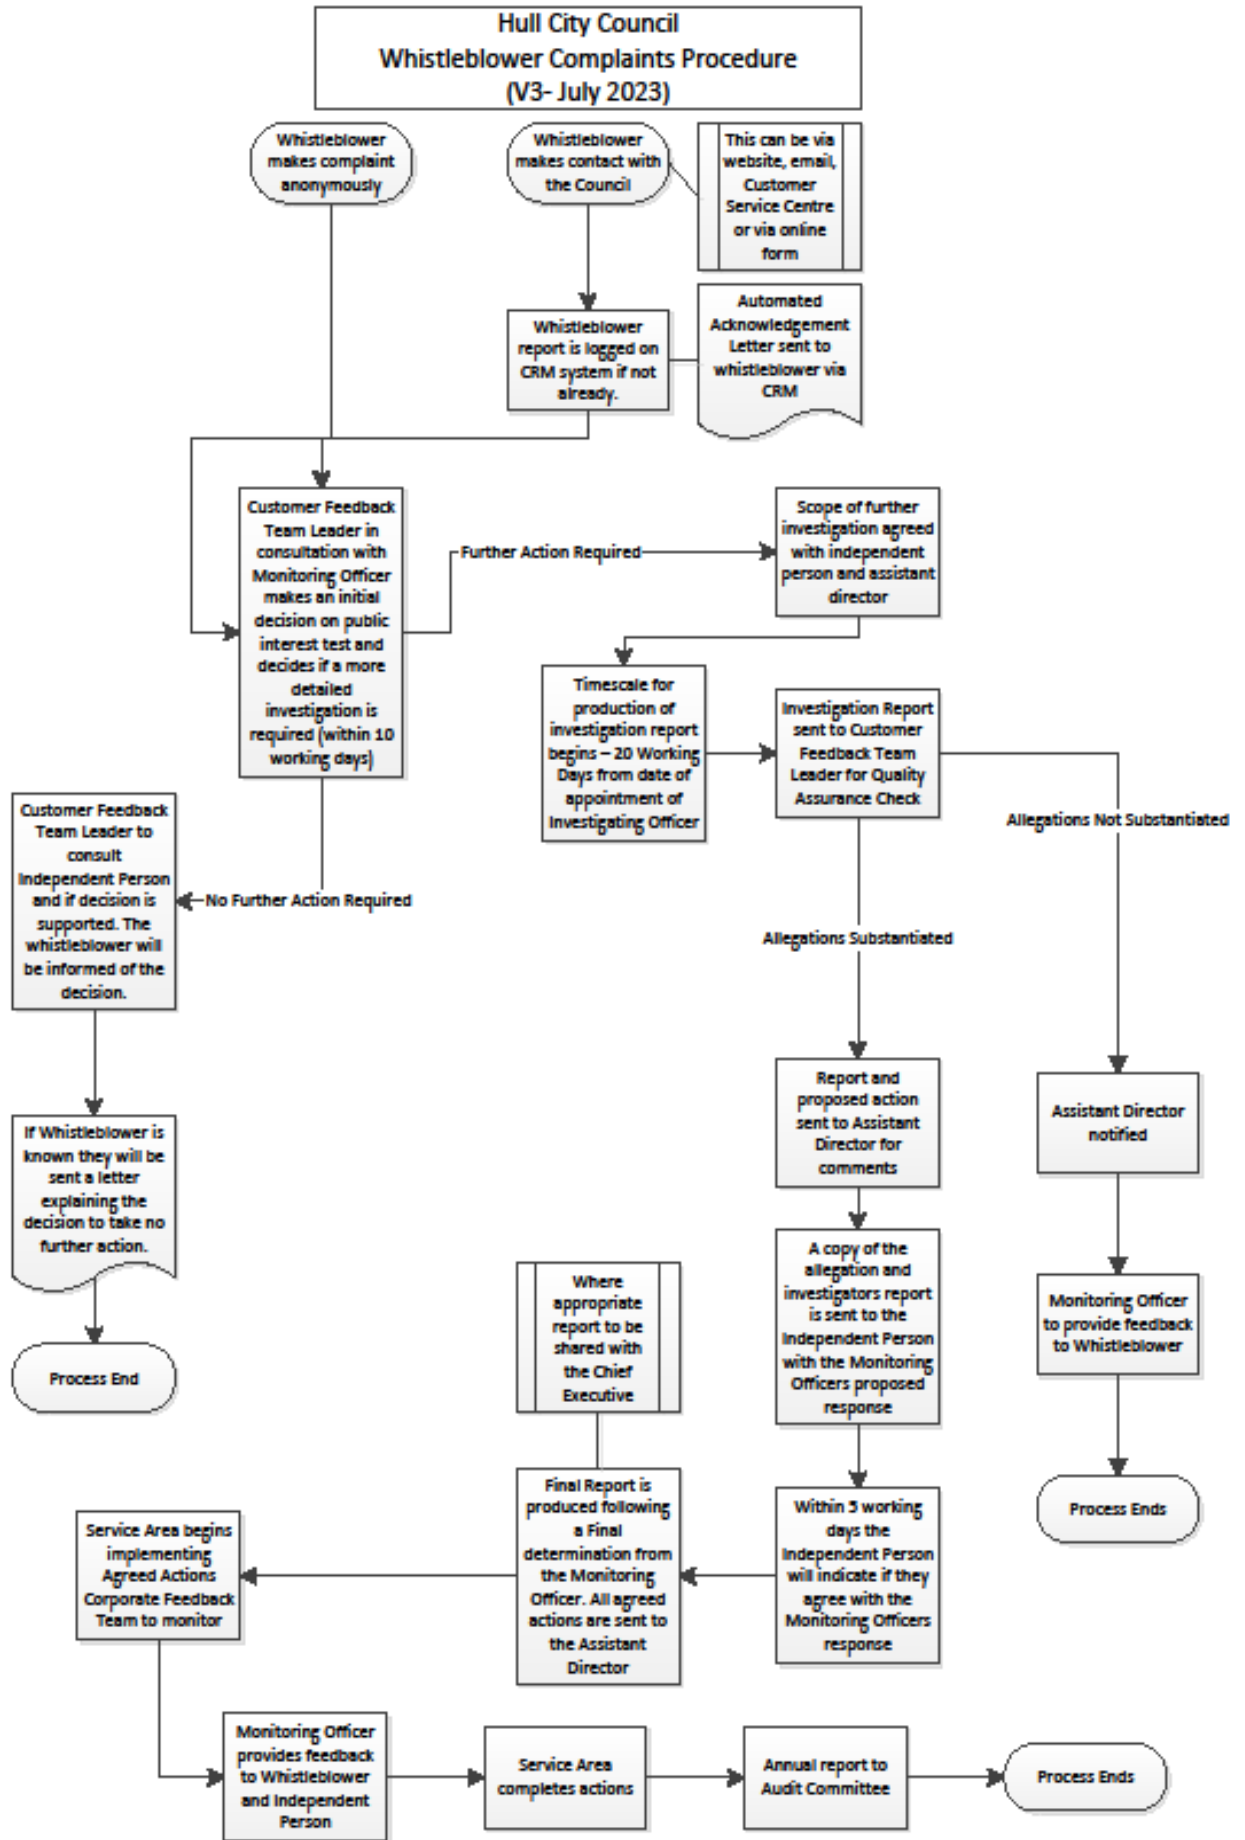 Hull City Council
Whistleblower Complaints Procedure
(V3- July 2023)
Whistleblower
makes complaint
anonymously
Whistleblower
makes contact with
the Council
This can be via
website, email,
Customer
Service Centre
or via online
form
Whistleblower
report is logged on
CRM system if not
already.
Automated
Acknowledgement
Letter sent to
whistleblower via
CRM
Customer Feedback
Team Leader in
consultation with
Monitoring Officer
makes an initial
decision on public
interest test and
decides if a more
detailed
investigation is
required (within 10
working days)
Further Action Required
Scope of further
investigation agreed
with independent
person and assistant
director
Timescale for
production of
investigation report
begins – 20 Working
Days from date of
appointment of
Investigating Officer
Investigation Report
sent to Customer
Feedback Team
Leader for Quality
Assurance Check
Allegations Not Substantiated
Customer Feedback
Team Leader to
consult
Independent Person
and if decision is
supported. The
whistleblower will
be informed of the
decision.
No Further Action Required
Allegations Substantiated
Report and
proposed action
sent to Assistant
Director for
comments
Assistant Director
notified
If Whistleblower is
known they will be
sent a letter
explaining the
decision to take no
further action.
A copy of the
allegation and
investigators report
is sent to the
Independent Person
with the Monitoring
Officers proposed
response
Monitoring Officer
to provide feedback
to Whistleblower
Where
appropriate
report to be
shared with
the Chief
Executive
Process End
Process Ends
Within 5 working
days the
Independent Person
will indicate if they
agree with the
Monitoring Officers
response
Final Report is
produced following
a Final
determination from
the Monitoring
Officer. All agreed
actions are sent to
the Assistant
Director
Service Area begins
implementing
Agreed Actions
Corporate Feedback
Team to monitor
Monitoring Officer
provides feedback
to Whistleblower
and Independent
Person
Service Area
completes actions
Annual report to
Audit Committee
Process Ends